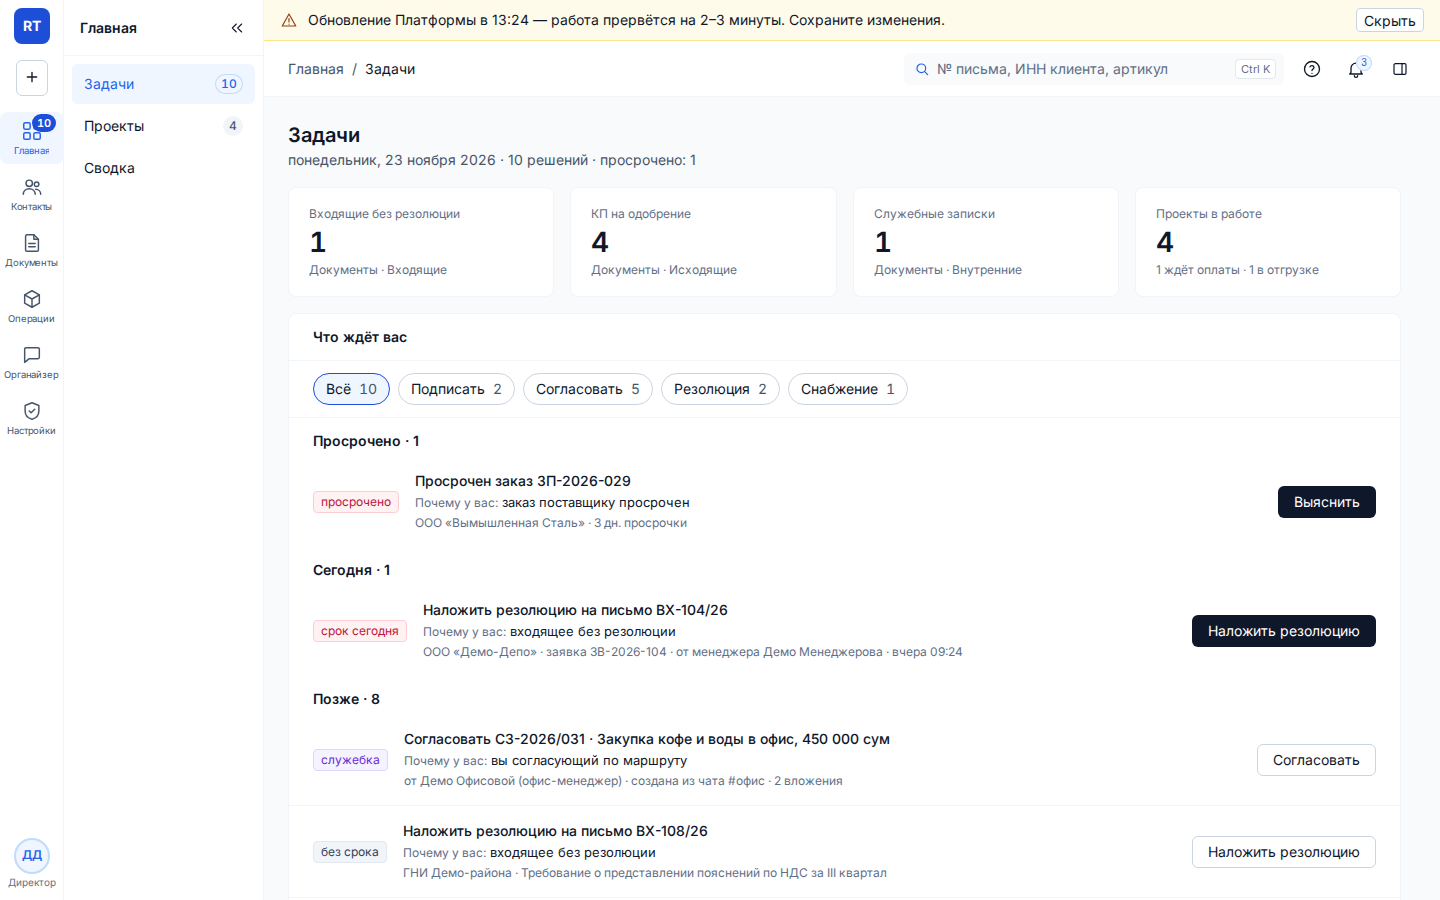 RT
Главная
Обновление Платформы в 13:24 — работа прервётся на 2–3 минуты. Сохраните изменения.
Скрыть
Главная / Задачи
№ письма, ИНН клиента, артикул
Ctrl K
3
10
Главная
Контакты
Документы
Операции
Органайзер
Настройки
ДД
Директор
Задачи 10
Проекты 4
Сводка
Задачи
понедельник, 23 ноября 2026 · 10 решений · просрочено: 1
Входящие без резолюции
1
Документы · Входящие
КП на одобрение
4
Документы · Исходящие
Служебные записки
1
Документы · Внутренние
Проекты в работе
4
1 ждёт оплаты · 1 в отгрузке
Что ждёт вас
Всё 10
Подписать 2
Согласовать 5
Резолюция 2
Снабжение 1
Просрочено · 1
просрочено
Просрочен заказ ЗП-2026-029
Почему у вас: заказ поставщику просрочен
ООО «Вымышленная Сталь» · 3 дн. просрочки
Выяснить
Сегодня · 1
срок сегодня
Наложить резолюцию на письмо ВХ-104/26
Почему у вас: входящее без резолюции
ООО «Демо-Депо» · заявка ЗВ-2026-104 · от менеджера Демо Менеджерова · вчера 09:24
Наложить резолюцию
Позже · 8
служебка
Согласовать СЗ-2026/031 · Закупка кофе и воды в офис, 450 000 сум
Почему у вас: вы согласующий по маршруту
от Демо Офисовой (офис-менеджер) · создана из чата #офис · 2 вложения
Согласовать
без срока
Наложить резолюцию на письмо ВХ-108/26
Почему у вас: входящее без резолюции
ГНИ Демо-района · Требование о представлении пояснений по НДС за III квартал
Наложить резолюцию